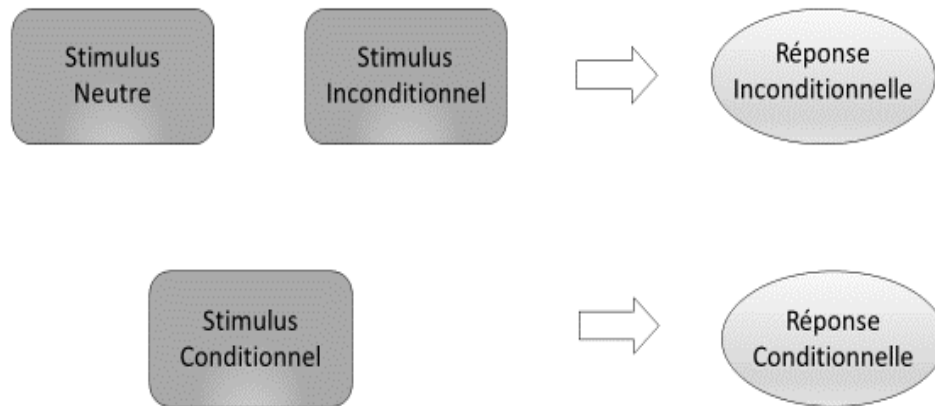 Stimulus
Neutre
Stimulus
Inconditionnel
Réponse
Inconditionnelle
Stimulus
Conditionnel
Réponse
Conditionnelle